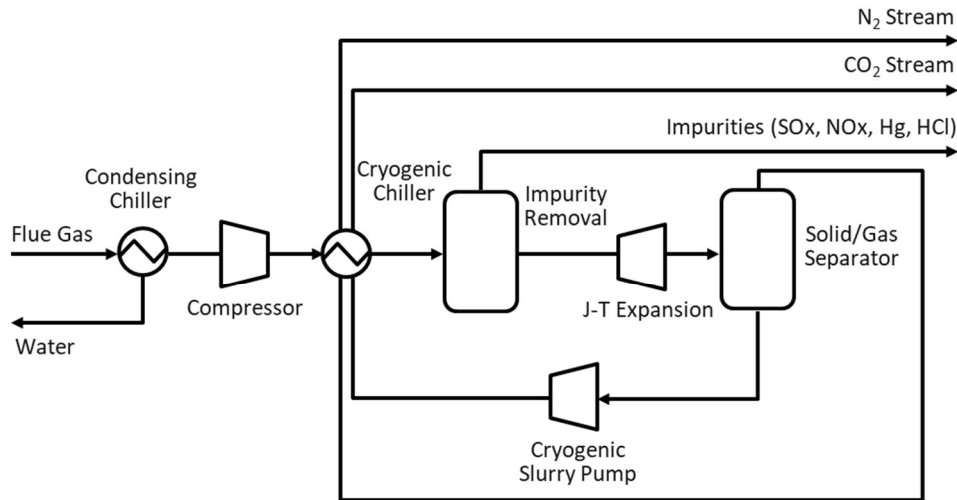 N₂ Stream
CO₂ Stream
Impurities (SOx, NOx, Hg, HCl)
Condensing
Chiller
Cryogenic
Chiller
Impurity
Removal
Flue Gas
Solid/Gas
Separator
Compressor
J-T Expansion
Water
Cryogenic
Slurry Pump